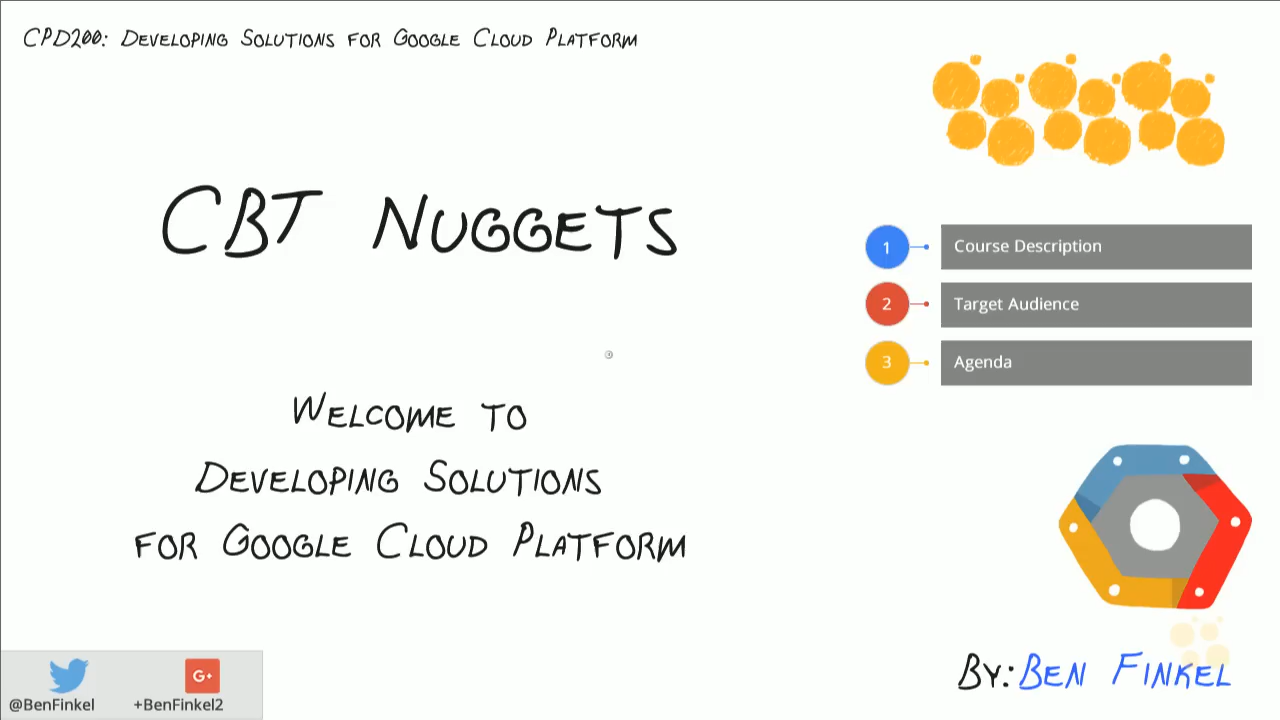 CPD200: Developing Solutions for Google Cloud Platform
CBT Nuggets
1 Course Description
2 Target Audience
3 Agenda
Welcome to
Developing Solutions
for Google Cloud Platform
By: Ben Finkel
G+
@BenFinkel +BenFinkel2